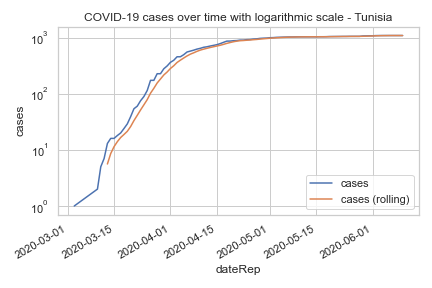 COVID-19 cases over time with logarithmic scale - Tunisia
cases
10³
10²
10¹
10⁰
cases
cases (rolling)
2020-03-01
2020-03-15
2020-04-01
2020-04-15
2020-05-01
2020-05-15
2020-06-01
dateRep